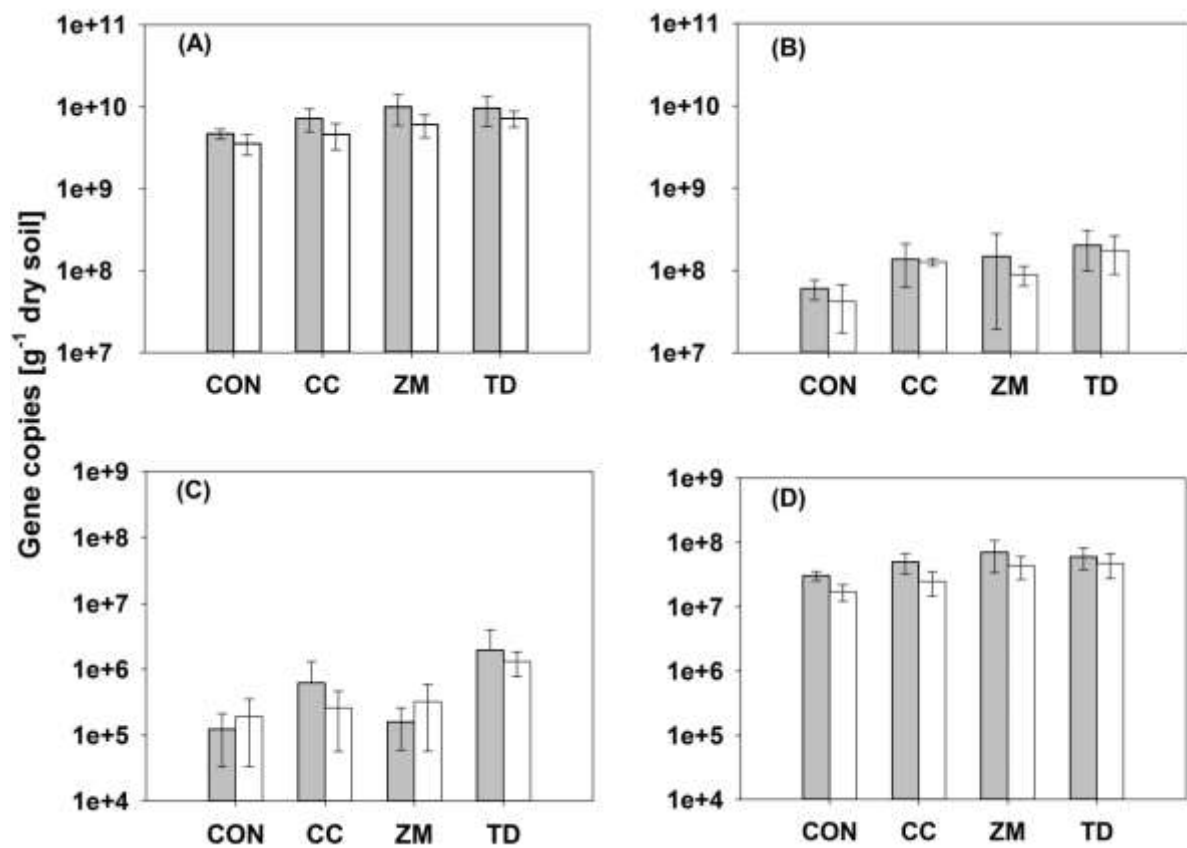 Gene copies [g⁻¹ dry soil]
(A)
1e+11
1e+10
1e+9
1e+8
1e+7
CON CC ZM TD
(B)
1e+11
1e+10
1e+9
1e+8
1e+7
CON CC ZM TD
(C)
1e+9
1e+8
1e+7
1e+6
1e+5
1e+4
CON CC ZM TD
(D)
1e+9
1e+8
1e+7
1e+6
1e+5
1e+4
CON CC ZM TD